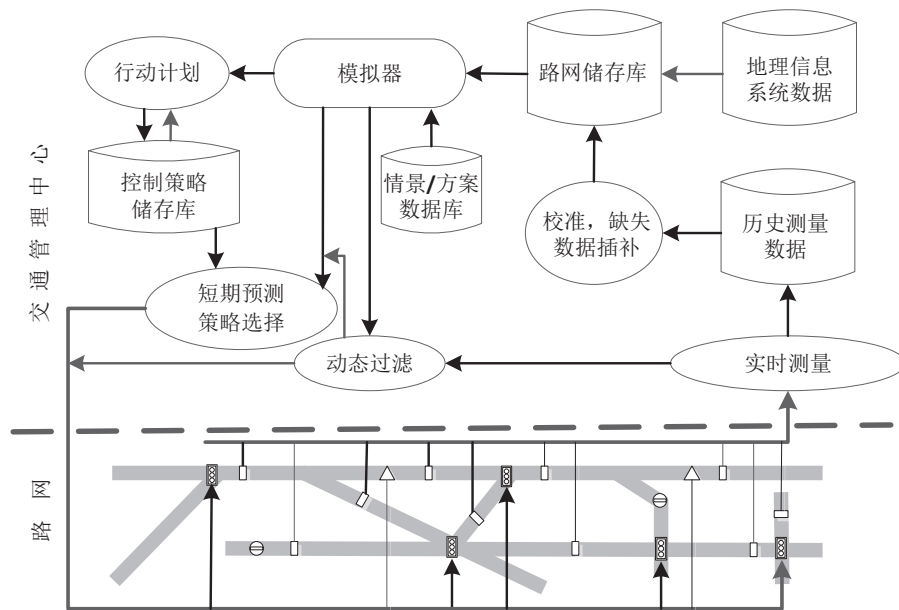 行动计划
模拟器
路网储存库
地理信息
系统数据
控制策略
储存库
情景/方案
数据库
校准，缺失
数据插补
历史测量
数据
短期预测
策略选择
动态过滤
实时测量
交通管理中心
路网